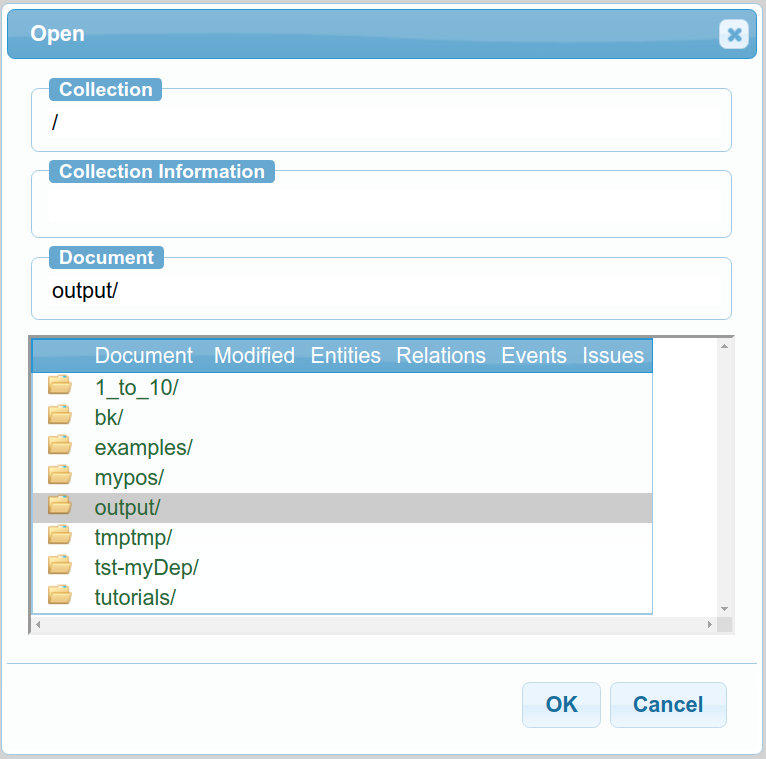 Open
Collection
/
Collection Information
Document
output/
Document Modified Entities Relations Events Issues
1_to_10/
bk/
examples/
mypos/
output/
tmptmp/
tst-myDep/
tutorials/
OK Cancel